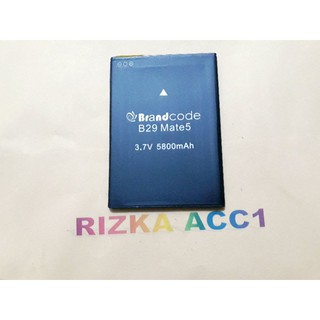 Brandcode
B29 Mate5
3.7V 5800mAh
RIZKA ACC1